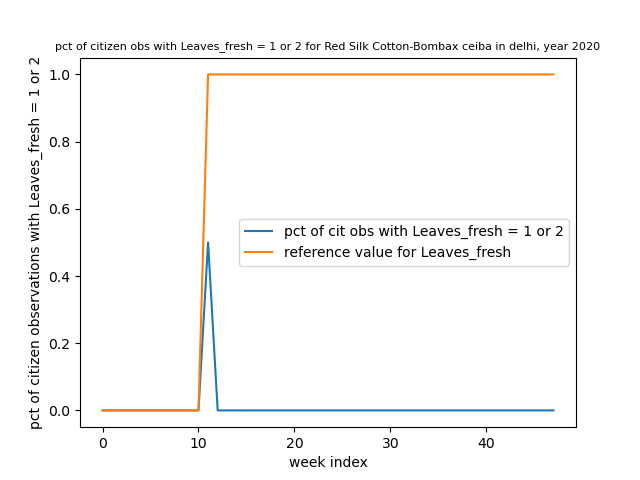 pct of citizen obs with Leaves_fresh = 1 or 2 for Red Silk Cotton-Bombax ceiba in delhi, year 2020
pct of citizen observations with Leaves_fresh = 1 or 2
1.0
0.8
0.6
0.4
0.2
0.0
pct of cit obs with Leaves_fresh = 1 or 2
reference value for Leaves_fresh
0 10 20 30 40
week index